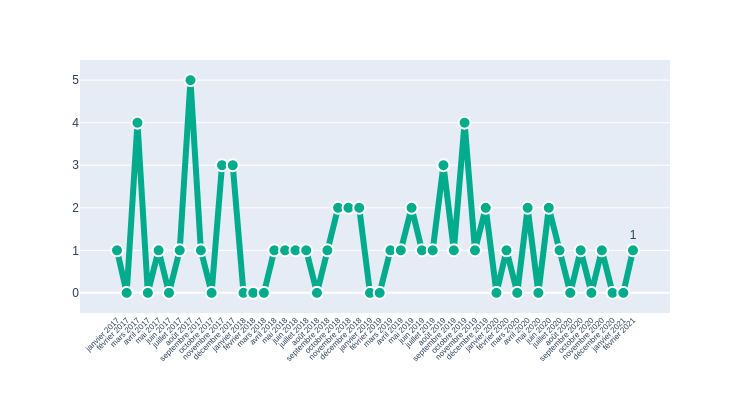 5
4
3
2
1
0
1
janvier 2017
février 2017
mars 2017
avril 2017
mai 2017
juin 2017
juillet 2017
août 2017
septembre 2017
octobre 2017
novembre 2017
décembre 2017
janvier 2018
février 2018
mars 2018
avril 2018
mai 2018
juin 2018
juillet 2018
août 2018
septembre 2018
octobre 2018
novembre 2018
décembre 2018
janvier 2019
février 2019
mars 2019
avril 2019
mai 2019
juin 2019
juillet 2019
août 2019
septembre 2019
octobre 2019
novembre 2019
décembre 2019
janvier 2020
février 2020
mars 2020
avril 2020
mai 2020
juin 2020
juillet 2020
août 2020
septembre 2020
octobre 2020
novembre 2020
décembre 2020
janvier 2021
février 2021